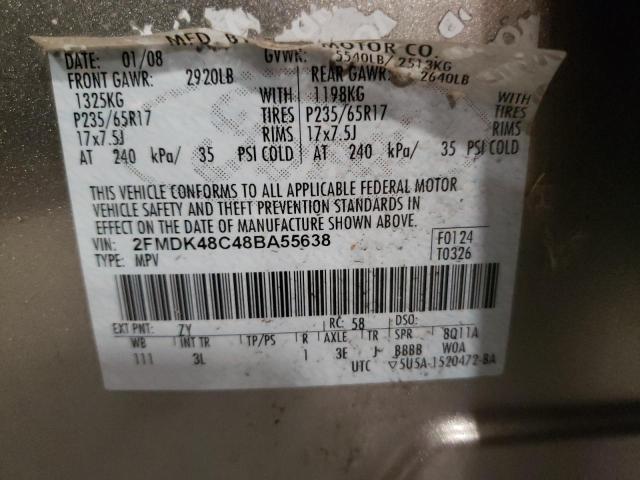 MFD. B MOTOR CO.
DATE: 01/08 GVWR: 5540LB/ 2513KG
FRONT GAWR: 2920LB REAR GAWR: 2640LB
1325KG WITH 1198KG WITH
P235/65R17 TIRES P235/65R17 TIRES
17x7.5J RIMS 17x7.5J RIMS
AT 240 kPa/ 35 PSI COLD AT 240 kPa/ 35 PSI COLD
THIS VEHICLE CONFORMS TO ALL APPLICABLE FEDERAL MOTOR
VEHICLE SAFETY AND THEFT PREVENTION STANDARDS IN
EFFECT ON THE DATE OF MANUFACTURE SHOWN ABOVE.
VIN: 2FMDK48C48BA55638 F0124
TYPE: MPV T0326
EXT PNT: ZY RC: 58 DSO:
WB INT TR TP/PS R AXLE TR SPR 8Q11A
111 3L 1 3E J BBBB W0A
UTC ▽5U5A-1520472-BA